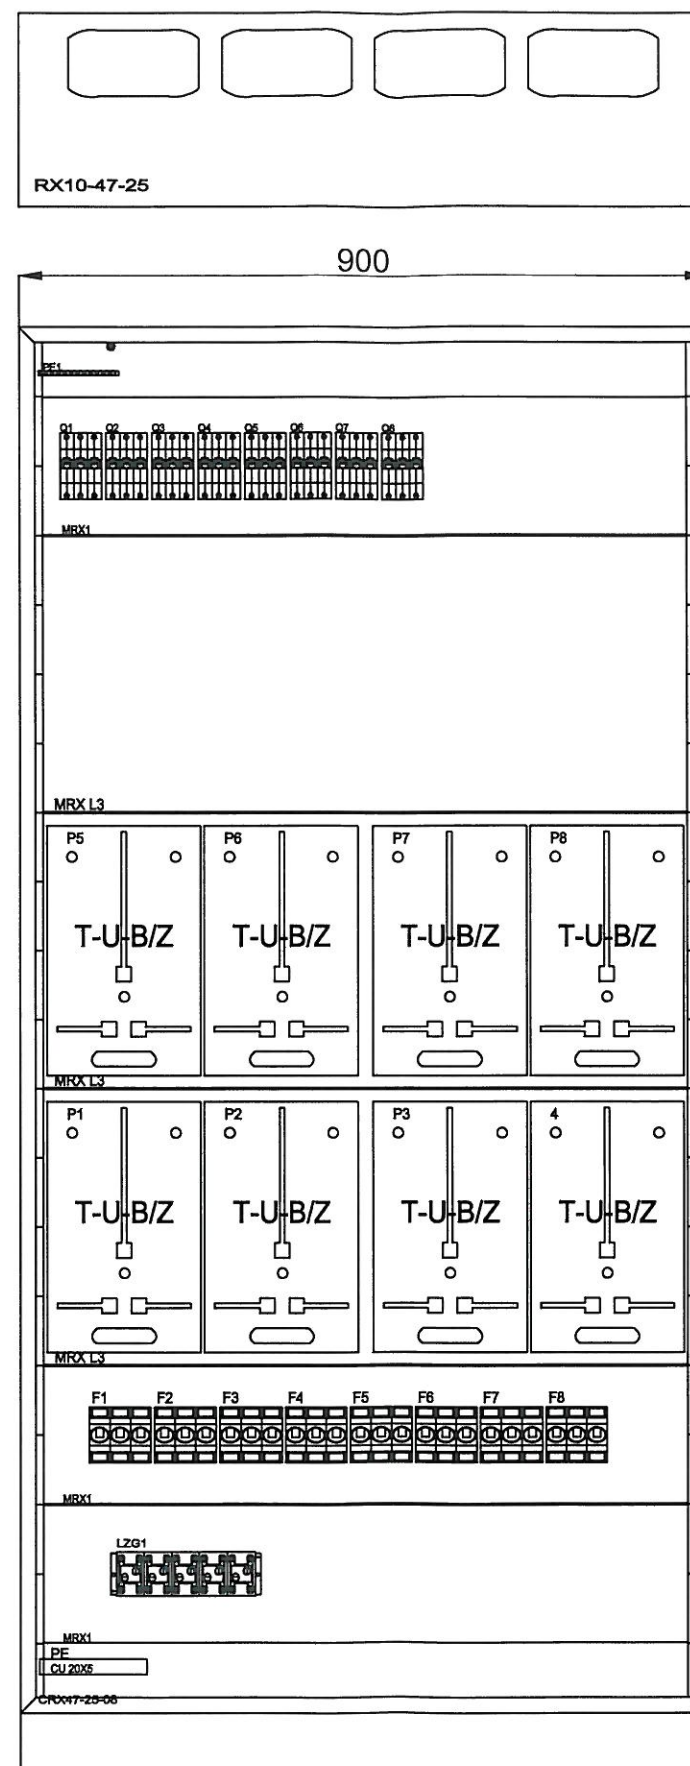 RX10-47-25
900
PE1
Q1 Q2 Q3 Q4 Q5 Q6 Q7 Q8
MRX1
MRX L3
P5 P6 P7 P8
T-U-B/Z T-U-B/Z T-U-B/Z T-U-B/Z
MRX L3
P1 P2 P3 4
T-U-B/Z T-U-B/Z T-U-B/Z T-U-B/Z
MRX L3
F1 F2 F3 F4 F5 F6 F7 F8
MRX1
LZG1
MRX1
PE
CU 20X5
CRX47-25-08